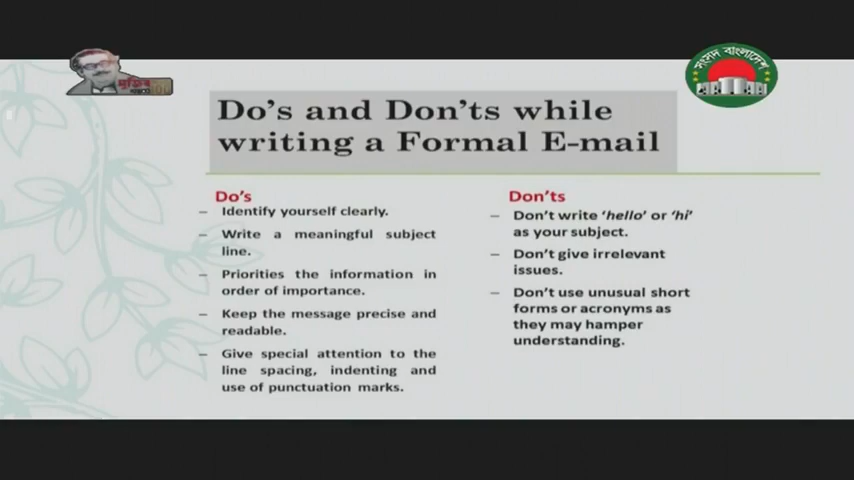 সংসদ বাংলাদেশ
মুজিব
100
Do's and Don'ts while
writing a Formal E-mail
Do's
– Identify yourself clearly.
– Write a meaningful subject
line.
– Priorities the information in
order of importance.
– Keep the message precise and
readable.
– Give special attention to the
line spacing, indenting and
use of punctuation marks.
Don'ts
– Don't write 'hello' or 'hi'
as your subject.
– Don't give irrelevant
issues.
– Don't use unusual short
forms or acronyms as
they may hamper
understanding.